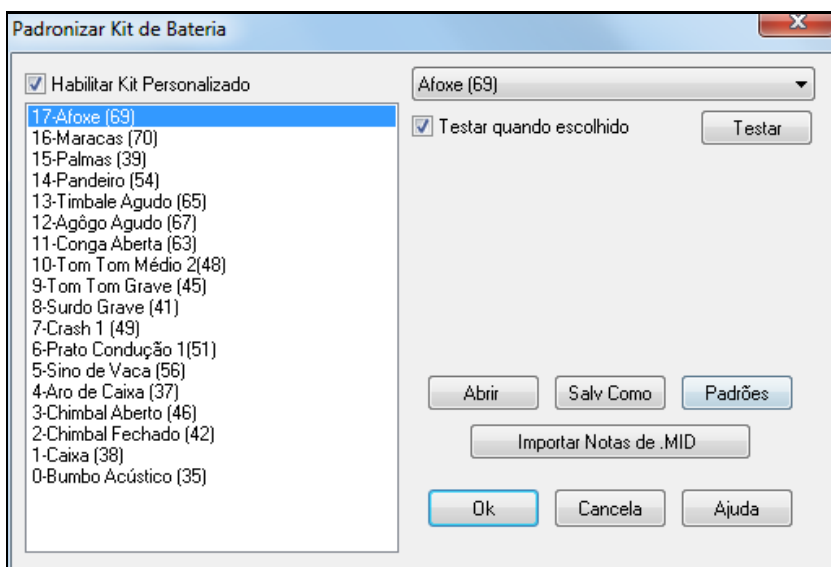 Padronizar Kit de Bateria
Habilitar Kit Personalizado
17-Afoxe (69)
16-Maracas (70)
15-Palmas (39)
14-Pandeiro (54)
13-Timbale Agudo (65)
12-Agôgo Agudo (67)
11-Conga Aberta (63)
10-Tom Tom Médio 2(48)
9-Tom Tom Grave (45)
8-Surdo Grave (41)
7-Crash 1 (49)
6-Prato Condução 1(51)
5-Sino de Vaca (56)
4-Aro de Caixa (37)
3-Chimbal Aberto (46)
2-Chimbal Fechado (42)
1-Caixa (38)
0-Bumbo Acústico (35)
Afoxe (69)
Testar quando escolhido
Testar
Abrir
Salv Como
Padrões
Importar Notas de .MID
Ok
Cancela
Ajuda